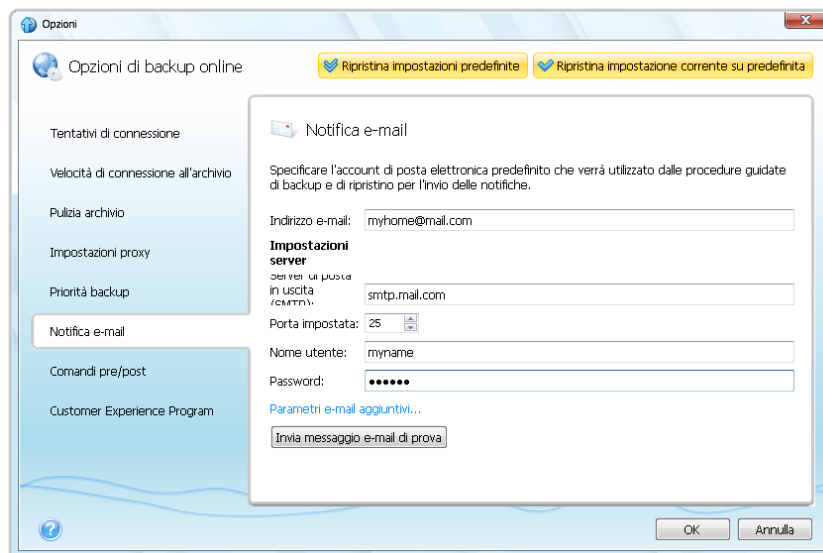 Opzioni
Opzioni di backup online
Ripristina impostazioni predefinite
Ripristina impostazione corrente su predefinita
Tentativi di connessione
Velocità di connessione all'archivio
Pulizia archivio
Impostazioni proxy
Priorità backup
Notifica e-mail
Comandi pre/post
Customer Experience Program
Notifica e-mail
Specificare l'account di posta elettronica predefinito che verrà utilizzato dalle procedure guidate
di backup e di ripristino per l'invio delle notifiche.
Indirizzo e-mail:
myhome@mail.com
Impostazioni
server
Server di posta
in uscita
(SMTP):
smtp.mail.com
Porta impostata:
25
Nome utente:
myname
Password:
••••••
Parametri e-mail aggiuntivi...
Invia messaggio e-mail di prova
OK
Annulla